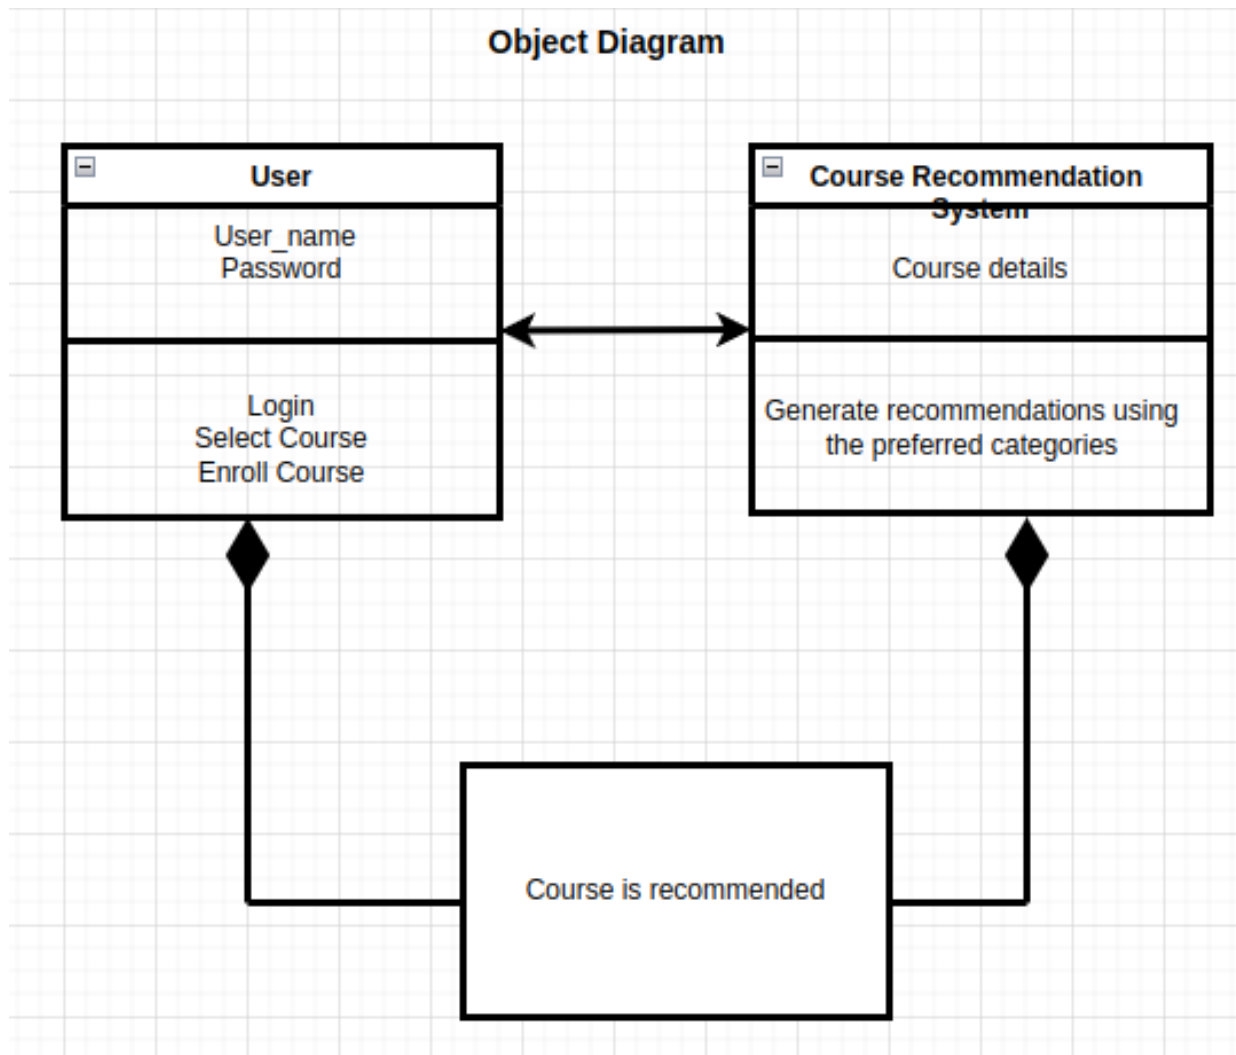 Object Diagram
User
User_name
Password
Login
Select Course
Enroll Course
Course Recommendation
System
Course details
Generate recommendations using
the preferred categories
Course is recommended